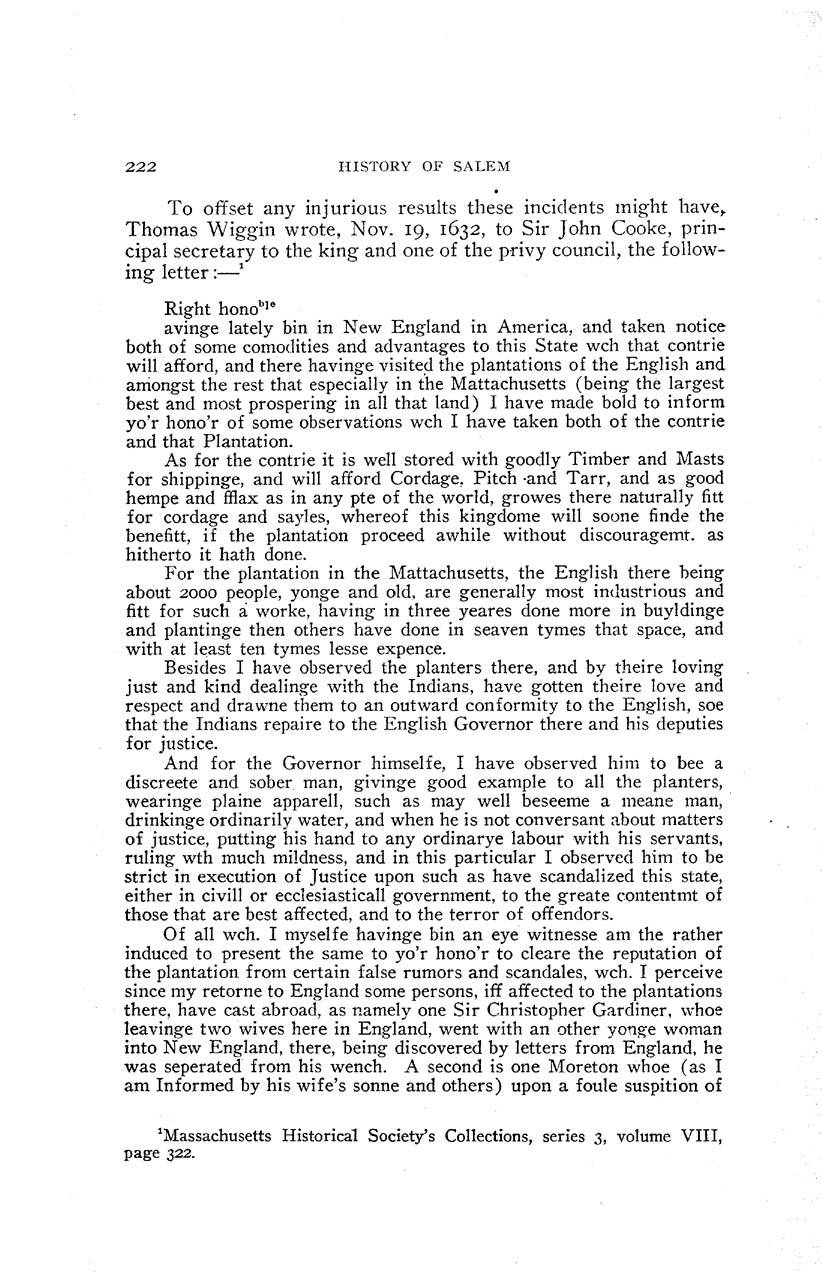 222 HISTORY OF SALEM
To offset any injurious results these incidents might have,
Thomas Wiggin wrote, Nov. 19, 1632, to Sir John Cooke, prin-
cipal secretary to the king and one of the privy council, the follow-
ing letter:—¹
Right honoᵇˡᵉ
avinge lately bin in New England in America, and taken notice
both of some comodities and advantages to this State wch that contrie
will afford, and there havinge visited the plantations of the English and
amongst the rest that especially in the Mattachusetts (being the largest
best and most prospering in all that land) I have made bold to inform
yo'r hono'r of some observations wch I have taken both of the contrie
and that Plantation.
As for the contrie it is well stored with goodly Timber and Masts
for shippinge, and will afford Cordage, Pitch and Tarr, and as good
hempe and fflax as in any pte of the world, growes there naturally fitt
for cordage and sayles, whereof this kingdome will soone finde the
benefitt, if the plantation proceed awhile without discouragemt. as
hitherto it hath done.
For the plantation in the Mattachusetts, the English there being
about 2000 people, yonge and old, are generally most industrious and
fitt for such a worke, having in three yeares done more in buyldinge
and plantinge then others have done in seaven tymes that space, and
with at least ten tymes lesse expence.
Besides I have observed the planters there, and by theire loving
just and kind dealinge with the Indians, have gotten theire love and
respect and drawne them to an outward conformity to the English, soe
that the Indians repaire to the English Governor there and his deputies
for justice.
And for the Governor himselfe, I have observed him to bee a
discreete and sober man, givinge good example to all the planters,
wearinge plaine apparell, such as may well beseeme a meane man,
drinkinge ordinarily water, and when he is not conversant about matters
of justice, putting his hand to any ordinarye labour with his servants,
ruling wth much mildness, and in this particular I observed him to be
strict in execution of Justice upon such as have scandalized this state,
either in civill or ecclesiasticall government, to the greate contentmt of
those that are best affected, and to the terror of offendors.
Of all wch. I myselfe havinge bin an eye witnesse am the rather
induced to present the same to yo'r hono'r to cleare the reputation of
the plantation from certain false rumors and scandales, wch. I perceive
since my retorne to England some persons, iff affected to the plantations
there, have cast abroad, as namely one Sir Christopher Gardiner, whoe
leavinge two wives here in England, went with an other yonge woman
into New England, there, being discovered by letters from England, he
was seperated from his wench. A second is one Moreton whoe (as I
am Informed by his wife's sonne and others) upon a foule suspition of
¹Massachusetts Historical Society's Collections, series 3, volume VIII,
page 322.